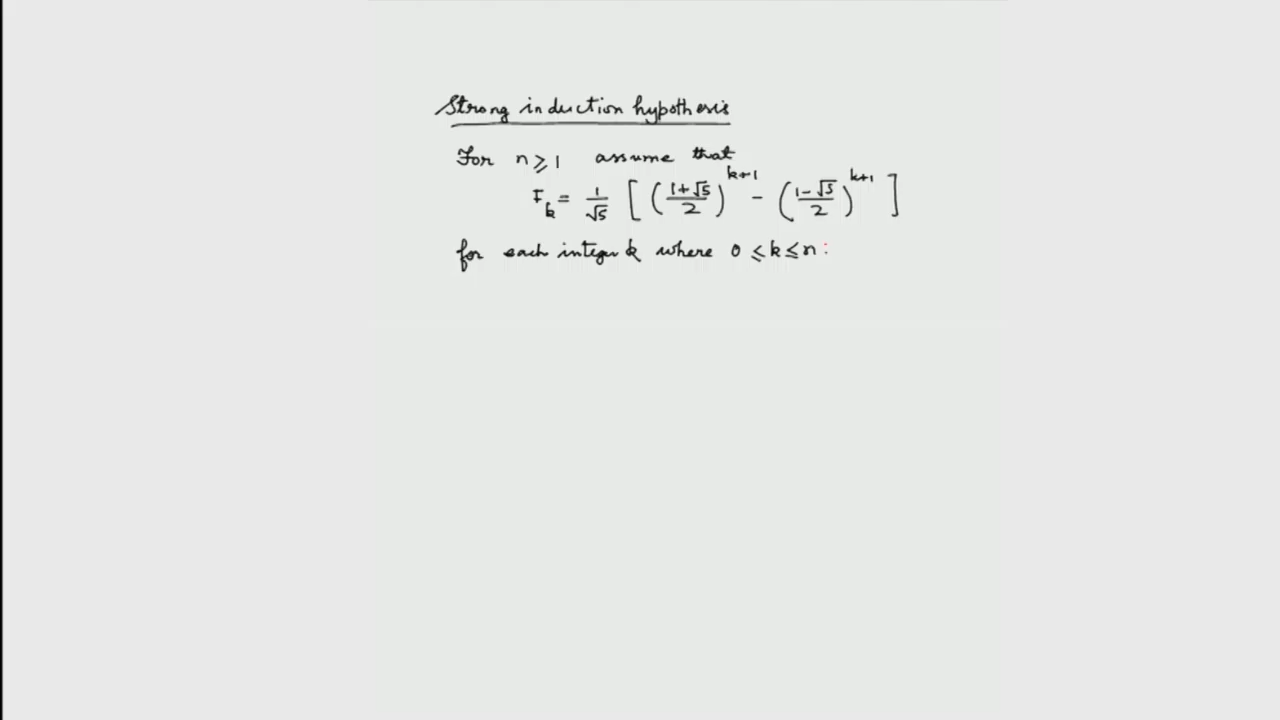 Strong induction hypothesis
For n ⩾ 1 assume that
F_k = 1/√5 [ ((1+√5)/2)^(k+1) - ((1-√5)/2)^(k+1) ]
for each integer k where 0 ⩽ k ⩽ n :